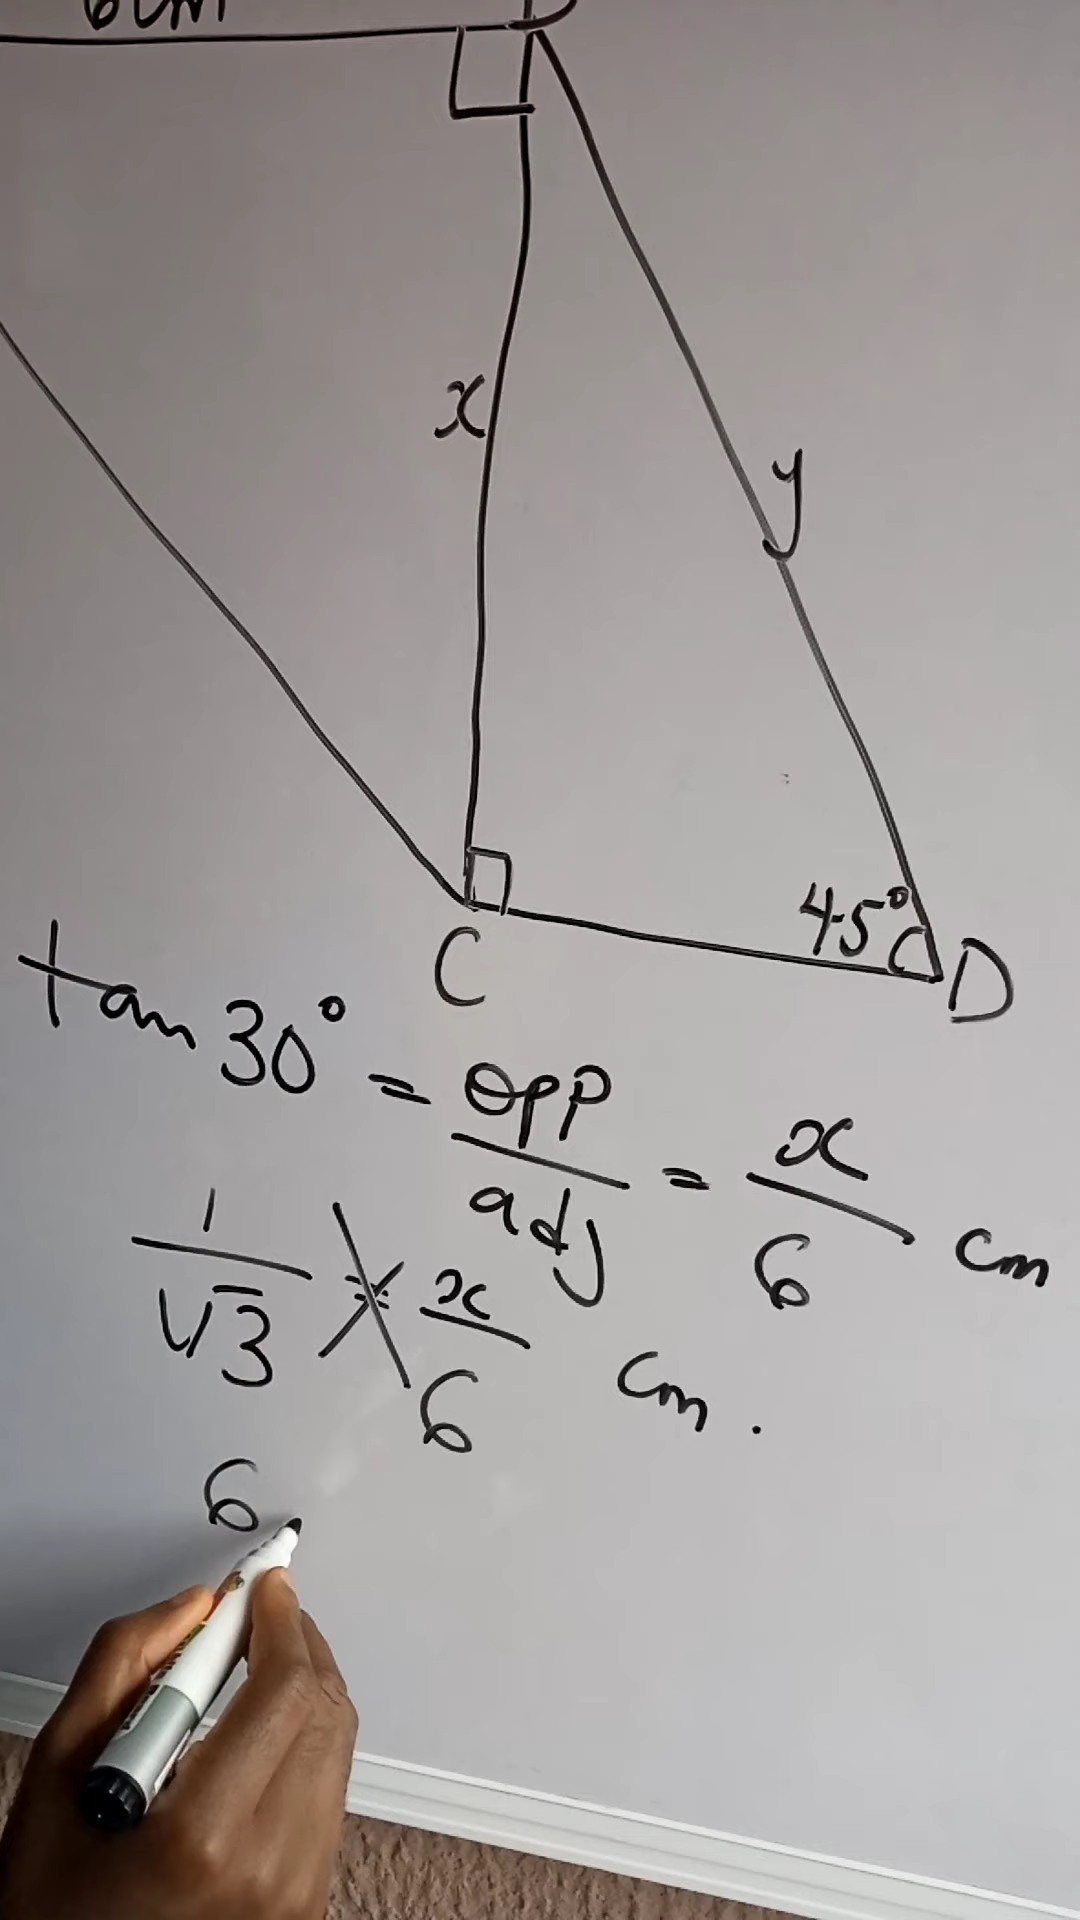 6cm
x
y
45°
C
D
tan 30° = opp/adj = x/6 cm
1/√3 = x/6 cm.
6